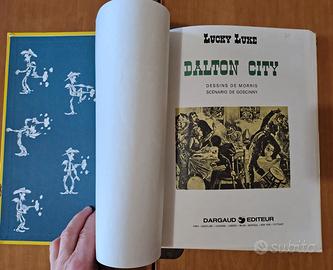 LUCKY LUKE
DALTON CITY
DESSINS DE MORRIS
SCÉNARIO DE GOSCINNY
DARGAUD ÉDITEUR
subito